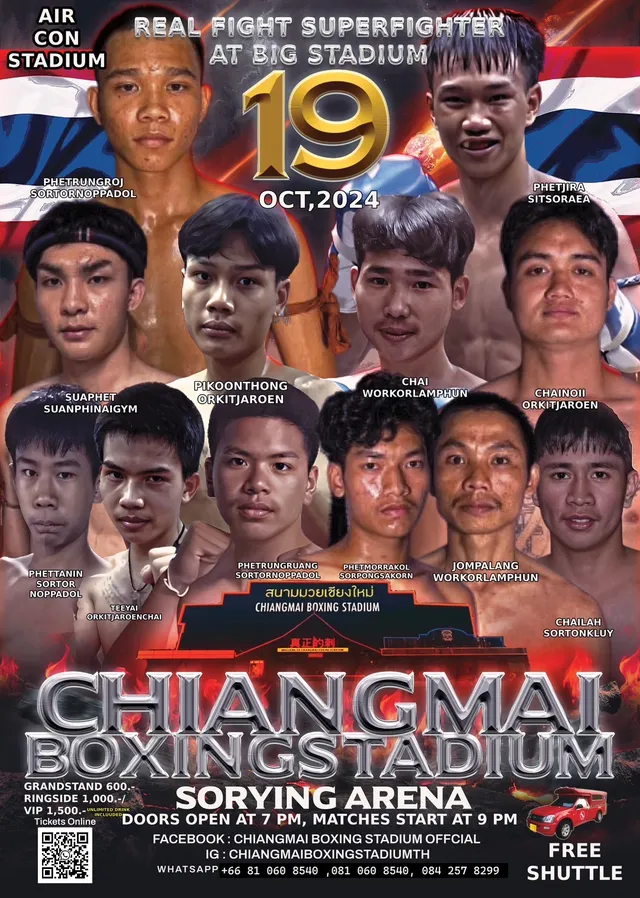 AIR
CON
STADIUM
REAL FIGHT SUPERFIGHTER
AT BIG STADIUM
19
OCT,2024
PHETRUNGROJ
SORTORNOPPADOL
PHETJIRA
SITSORAEA
SUAPHET
SUANPHINAIGYM
PIKOONTHONG
ORKITJAROEN
CHAI
WORKORLAMPHUN
CHAINOII
ORKITJAROEN
PHETTANIN
SORTOR
NOPPADOL
TEEYAI
ORKITJAROENCHAI
PHETRUNGRUANG
SORTORNOPPADOL
PHETMORRAKOL
SORPONGSAKORN
JOMPALANG
WORKORLAMPHUN
CHAILAH
SORTONKLUY
สนามมวยเชียงใหม่
CHIANGMAI BOXING STADIUM
CHIANGMAI
BOXINGSTADIUM
GRANDSTAND 600.-
RINGSIDE 1,000.-/
VIP 1,500.- UNLIMITED DRINK
INCLUUDED
Tickets Online
SORYING ARENA
DOORS OPEN AT 7 PM, MATCHES START AT 9 PM
FACEBOOK : CHIANGMAI BOXING STADIUM OFFCIAL
IG : CHIANGMAIBOXINGSTADIUMTH
WHATSAPP +66 81 060 8540 ,081 060 8540, 084 257 8299
FREE
SHUTTLE